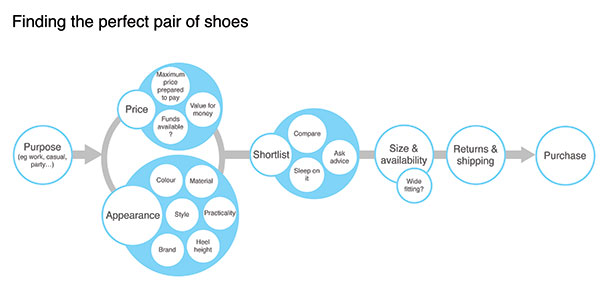 Finding the perfect pair of shoes
Purpose
(eg work, casual,
party…)
Price
Maximum
price
prepared
to pay
?
Value for
money
Funds
available
?
Appearance
Colour
Material
Style
Practicality
Brand
Heel
height
Shortlist
Compare
Ask
advice
Sleep on
it
Size &
availability
Wide
fitting?
Returns &
shipping
Purchase